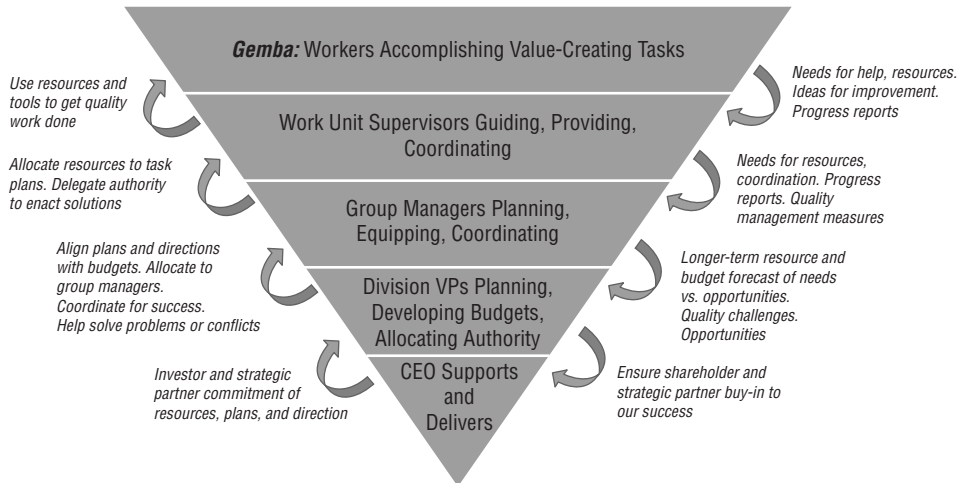 Gemba: Workers Accomplishing Value-Creating Tasks
Use resources and
tools to get quality
work done
Needs for help, resources.
Ideas for improvement.
Progress reports
Work Unit Supervisors Guiding, Providing,
Coordinating
Allocate resources to task
plans. Delegate authority
to enact solutions
Needs for resources,
coordination. Progress
reports. Quality
management measures
Group Managers Planning,
Equipping, Coordinating
Align plans and directions
with budgets. Allocate to
group managers.
Coordinate for success.
Help solve problems or conflicts
Longer-term resource and
budget forecast of needs
vs. opportunities.
Quality challenges.
Opportunities
Division VPs Planning,
Developing Budgets,
Allocating Authority
Investor and strategic
partner commitment of
resources, plans, and direction
Ensure shareholder and
strategic partner buy-in to
our success
CEO Supports
and
Delivers